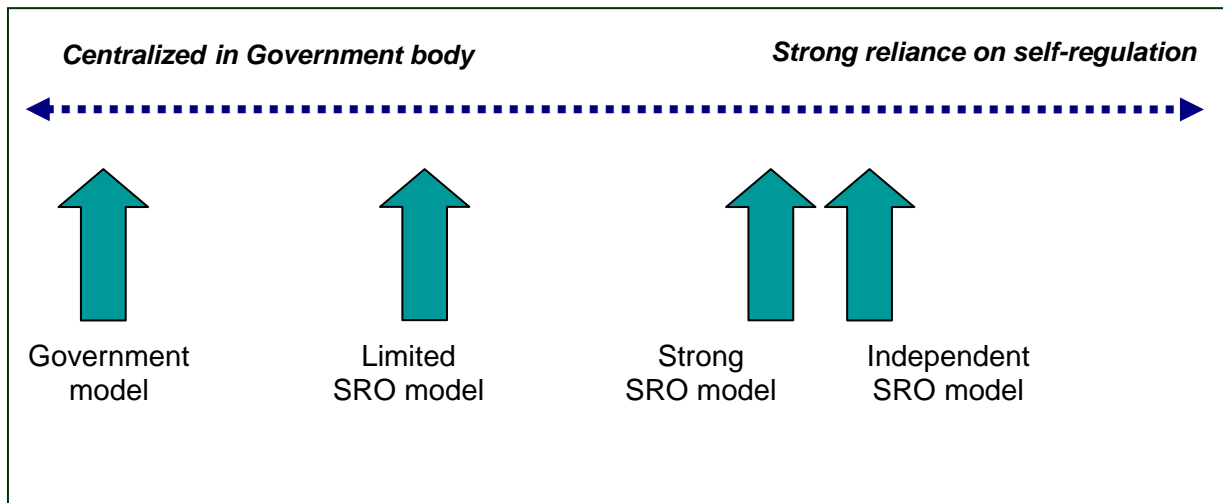 Centralized in Government body
Strong reliance on self-regulation
Government
model
Limited
SRO model
Strong
SRO model
Independent
SRO model